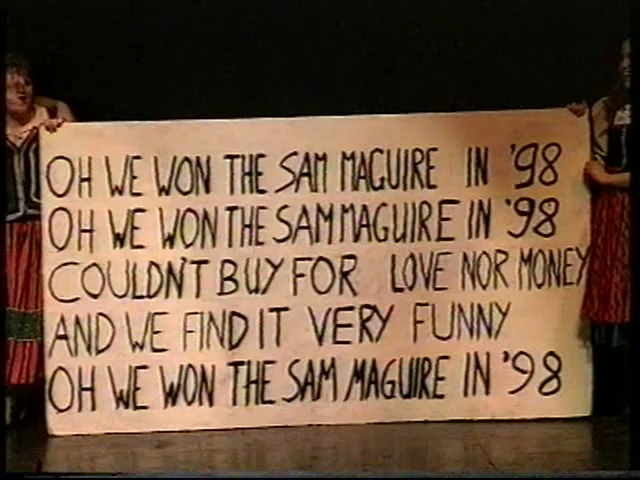 OH WE WON THE SAM MAGUIRE IN '98
OH WE WON THE SAM MAGUIRE IN '98
COULDN'T BUY FOR LOVE NOR MONEY
AND WE FIND IT VERY FUNNY
OH WE WON THE SAM MAGUIRE IN '98